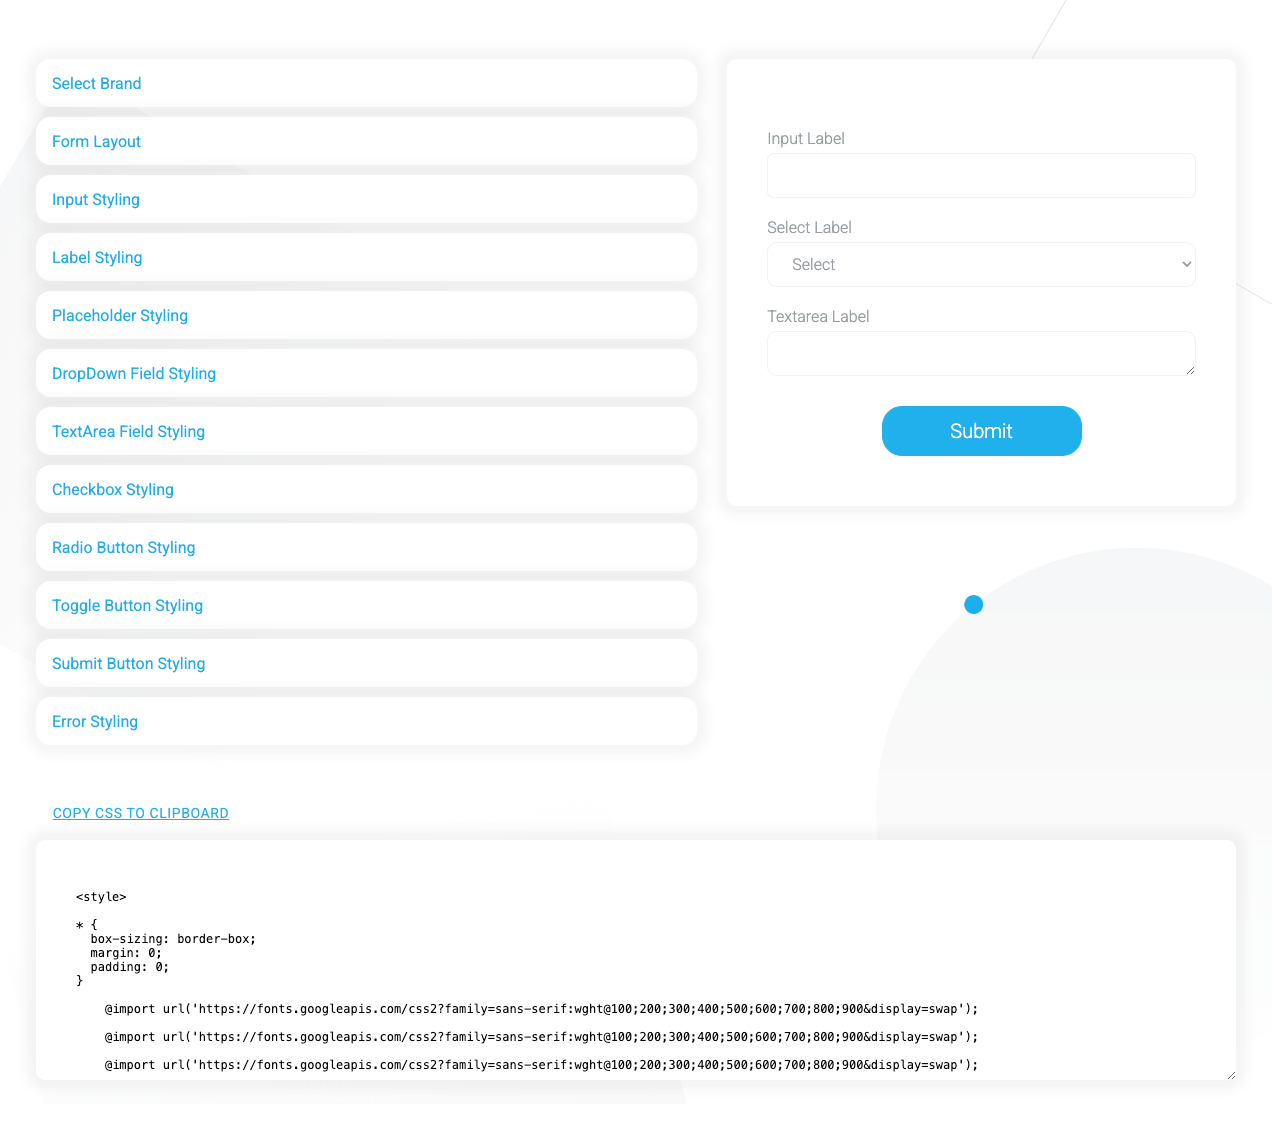 Select Brand
Form Layout
Input Styling
Label Styling
Placeholder Styling
DropDown Field Styling
TextArea Field Styling
Checkbox Styling
Radio Button Styling
Toggle Button Styling
Submit Button Styling
Error Styling
Input Label
Select Label
Select
Textarea Label
Submit
COPY CSS TO CLIPBOARD
<style>
* {
box-sizing: border-box;
margin: 0;
padding: 0;
}
@import url('https://fonts.googleapis.com/css2?family=sans-serif:wght@100;200;300;400;500;600;700;800;900&display=swap');
@import url('https://fonts.googleapis.com/css2?family=sans-serif:wght@100;200;300;400;500;600;700;800;900&display=swap');
@import url('https://fonts.googleapis.com/css2?family=sans-serif:wght@100;200;300;400;500;600;700;800;900&display=swap');